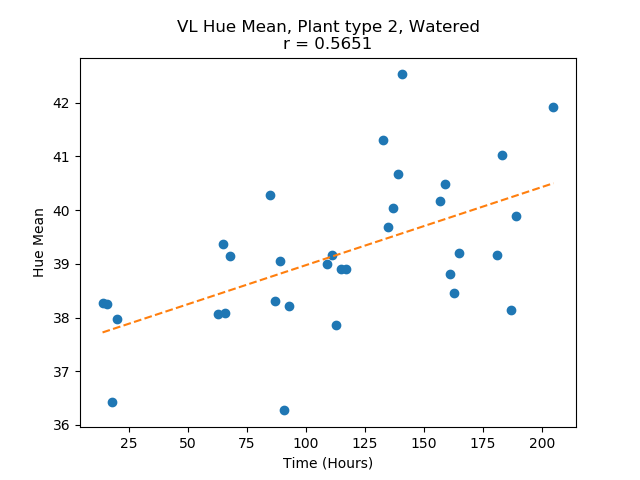 VL Hue Mean, Plant type 2, Watered
r = 0.5651
42
41
40
39
38
37
36
Hue Mean
25 50 75 100 125 150 175 200
Time (Hours)